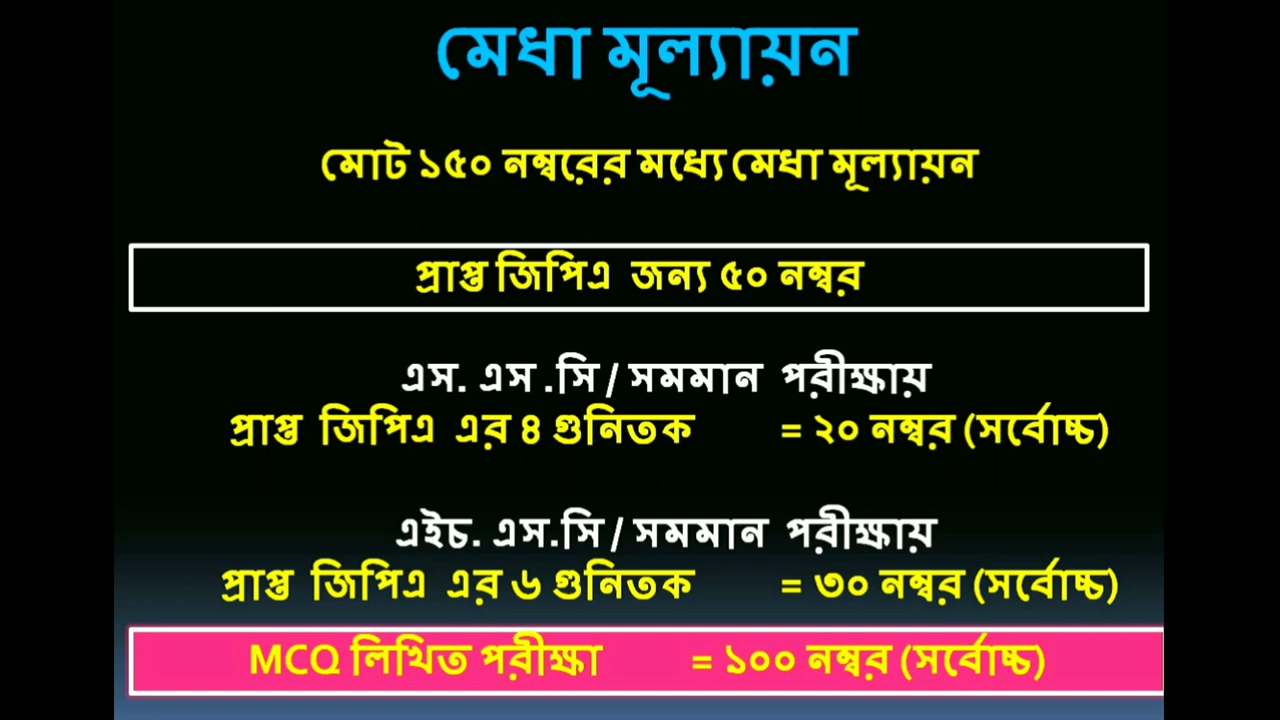 মেধা মূল্যায়ন
মোট ১৫০ নম্বরের মধ্যে মেধা মূল্যায়ন
প্রাপ্ত জিপিএ জন্য ৫০ নম্বর
এস. এস .সি / সমমান পরীক্ষায়
প্রাপ্ত জিপিএ এর ৪ গুনিতক = ২০ নম্বর (সর্বোচ্চ)
এইচ. এস.সি / সমমান পরীক্ষায়
প্রাপ্ত জিপিএ এর ৬ গুনিতক = ৩০ নম্বর (সর্বোচ্চ)
MCQ লিখিত পরীক্ষা = ১০০ নম্বর (সর্বোচ্চ)